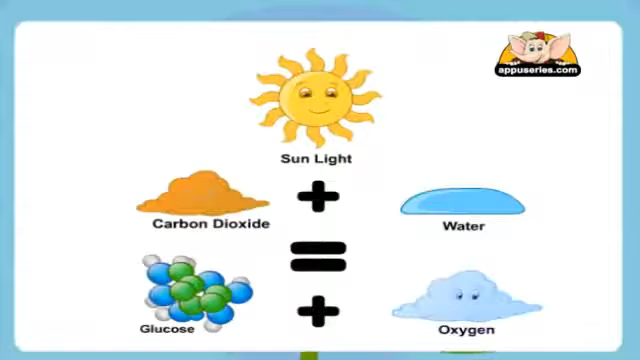 appuseries.com
Sun Light
Carbon Dioxide
+
Water
=
Glucose
+
Oxygen